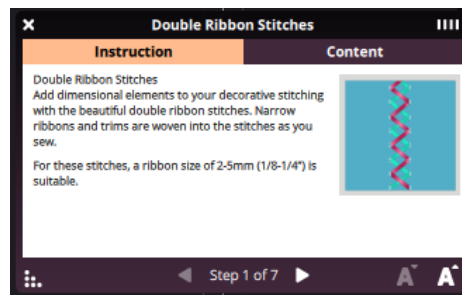 Double Ribbon Stitches
Instruction
Content
Double Ribbon Stitches
Add dimensional elements to your decorative stitching
with the beautiful double ribbon stitches. Narrow
ribbons and trims are woven into the stitches as you
sew.
For these stitches, a ribbon size of 2-5mm (1/8-1/4") is
suitable.
Step 1 of 7
A A